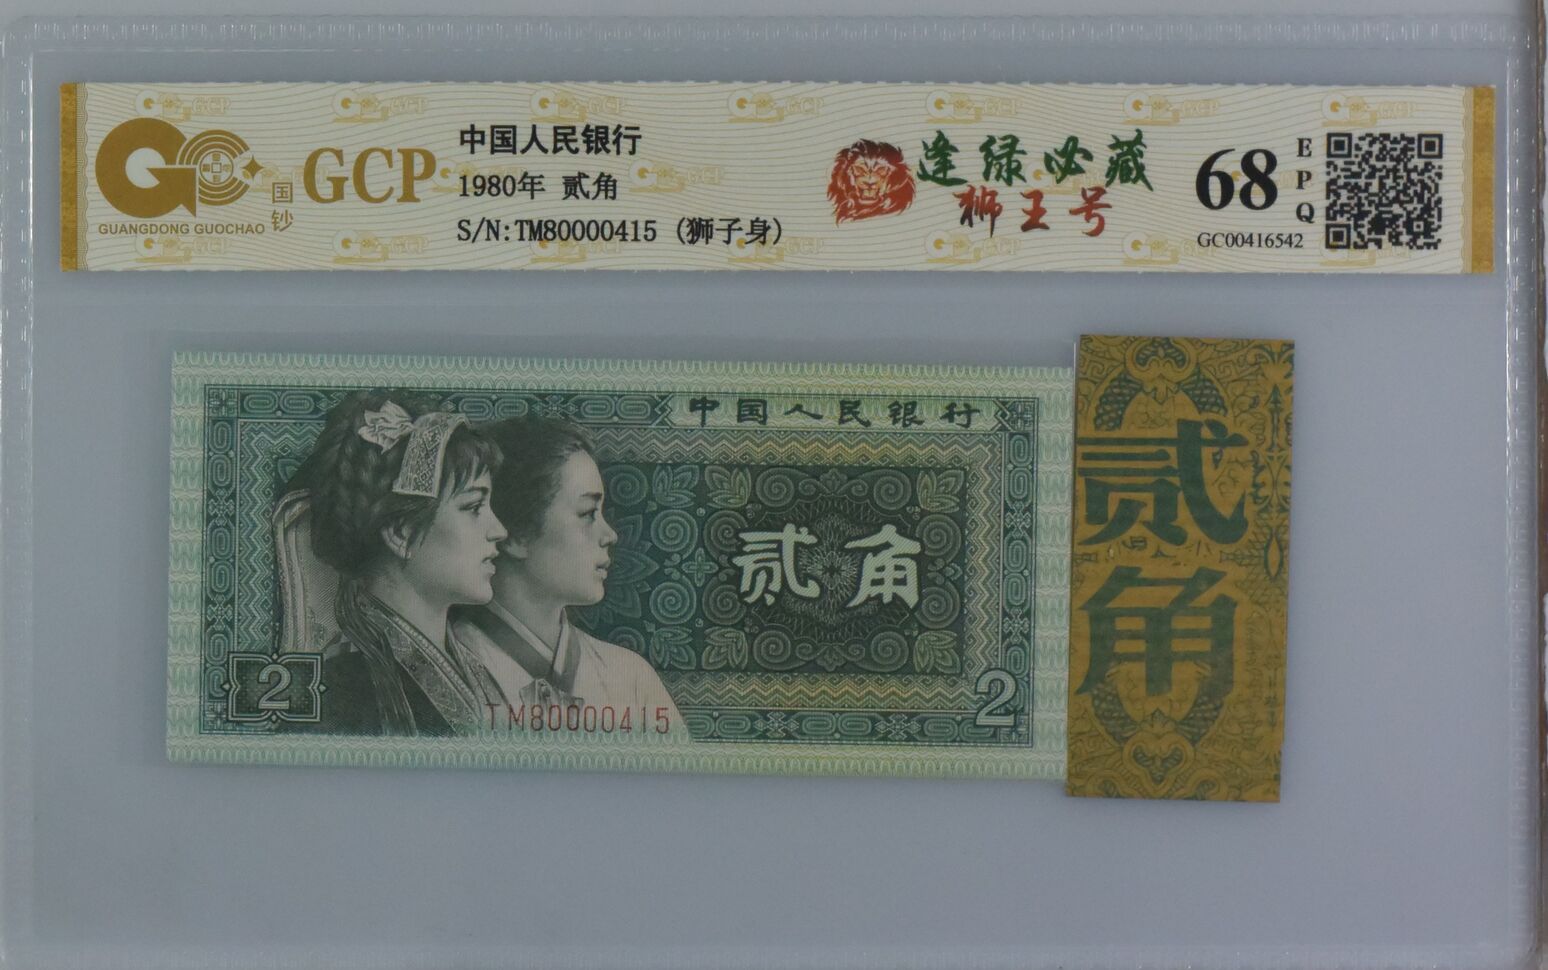 GUANGDONG GUOCHAO
国钞
GCP
中国人民银行
1980年 贰角
S/N:TM80000415 (狮子身)
逢绿必藏
狮王号
68
EPQ
GC00416542
中国人民银行
贰角
2
2
TM80000415
贰角